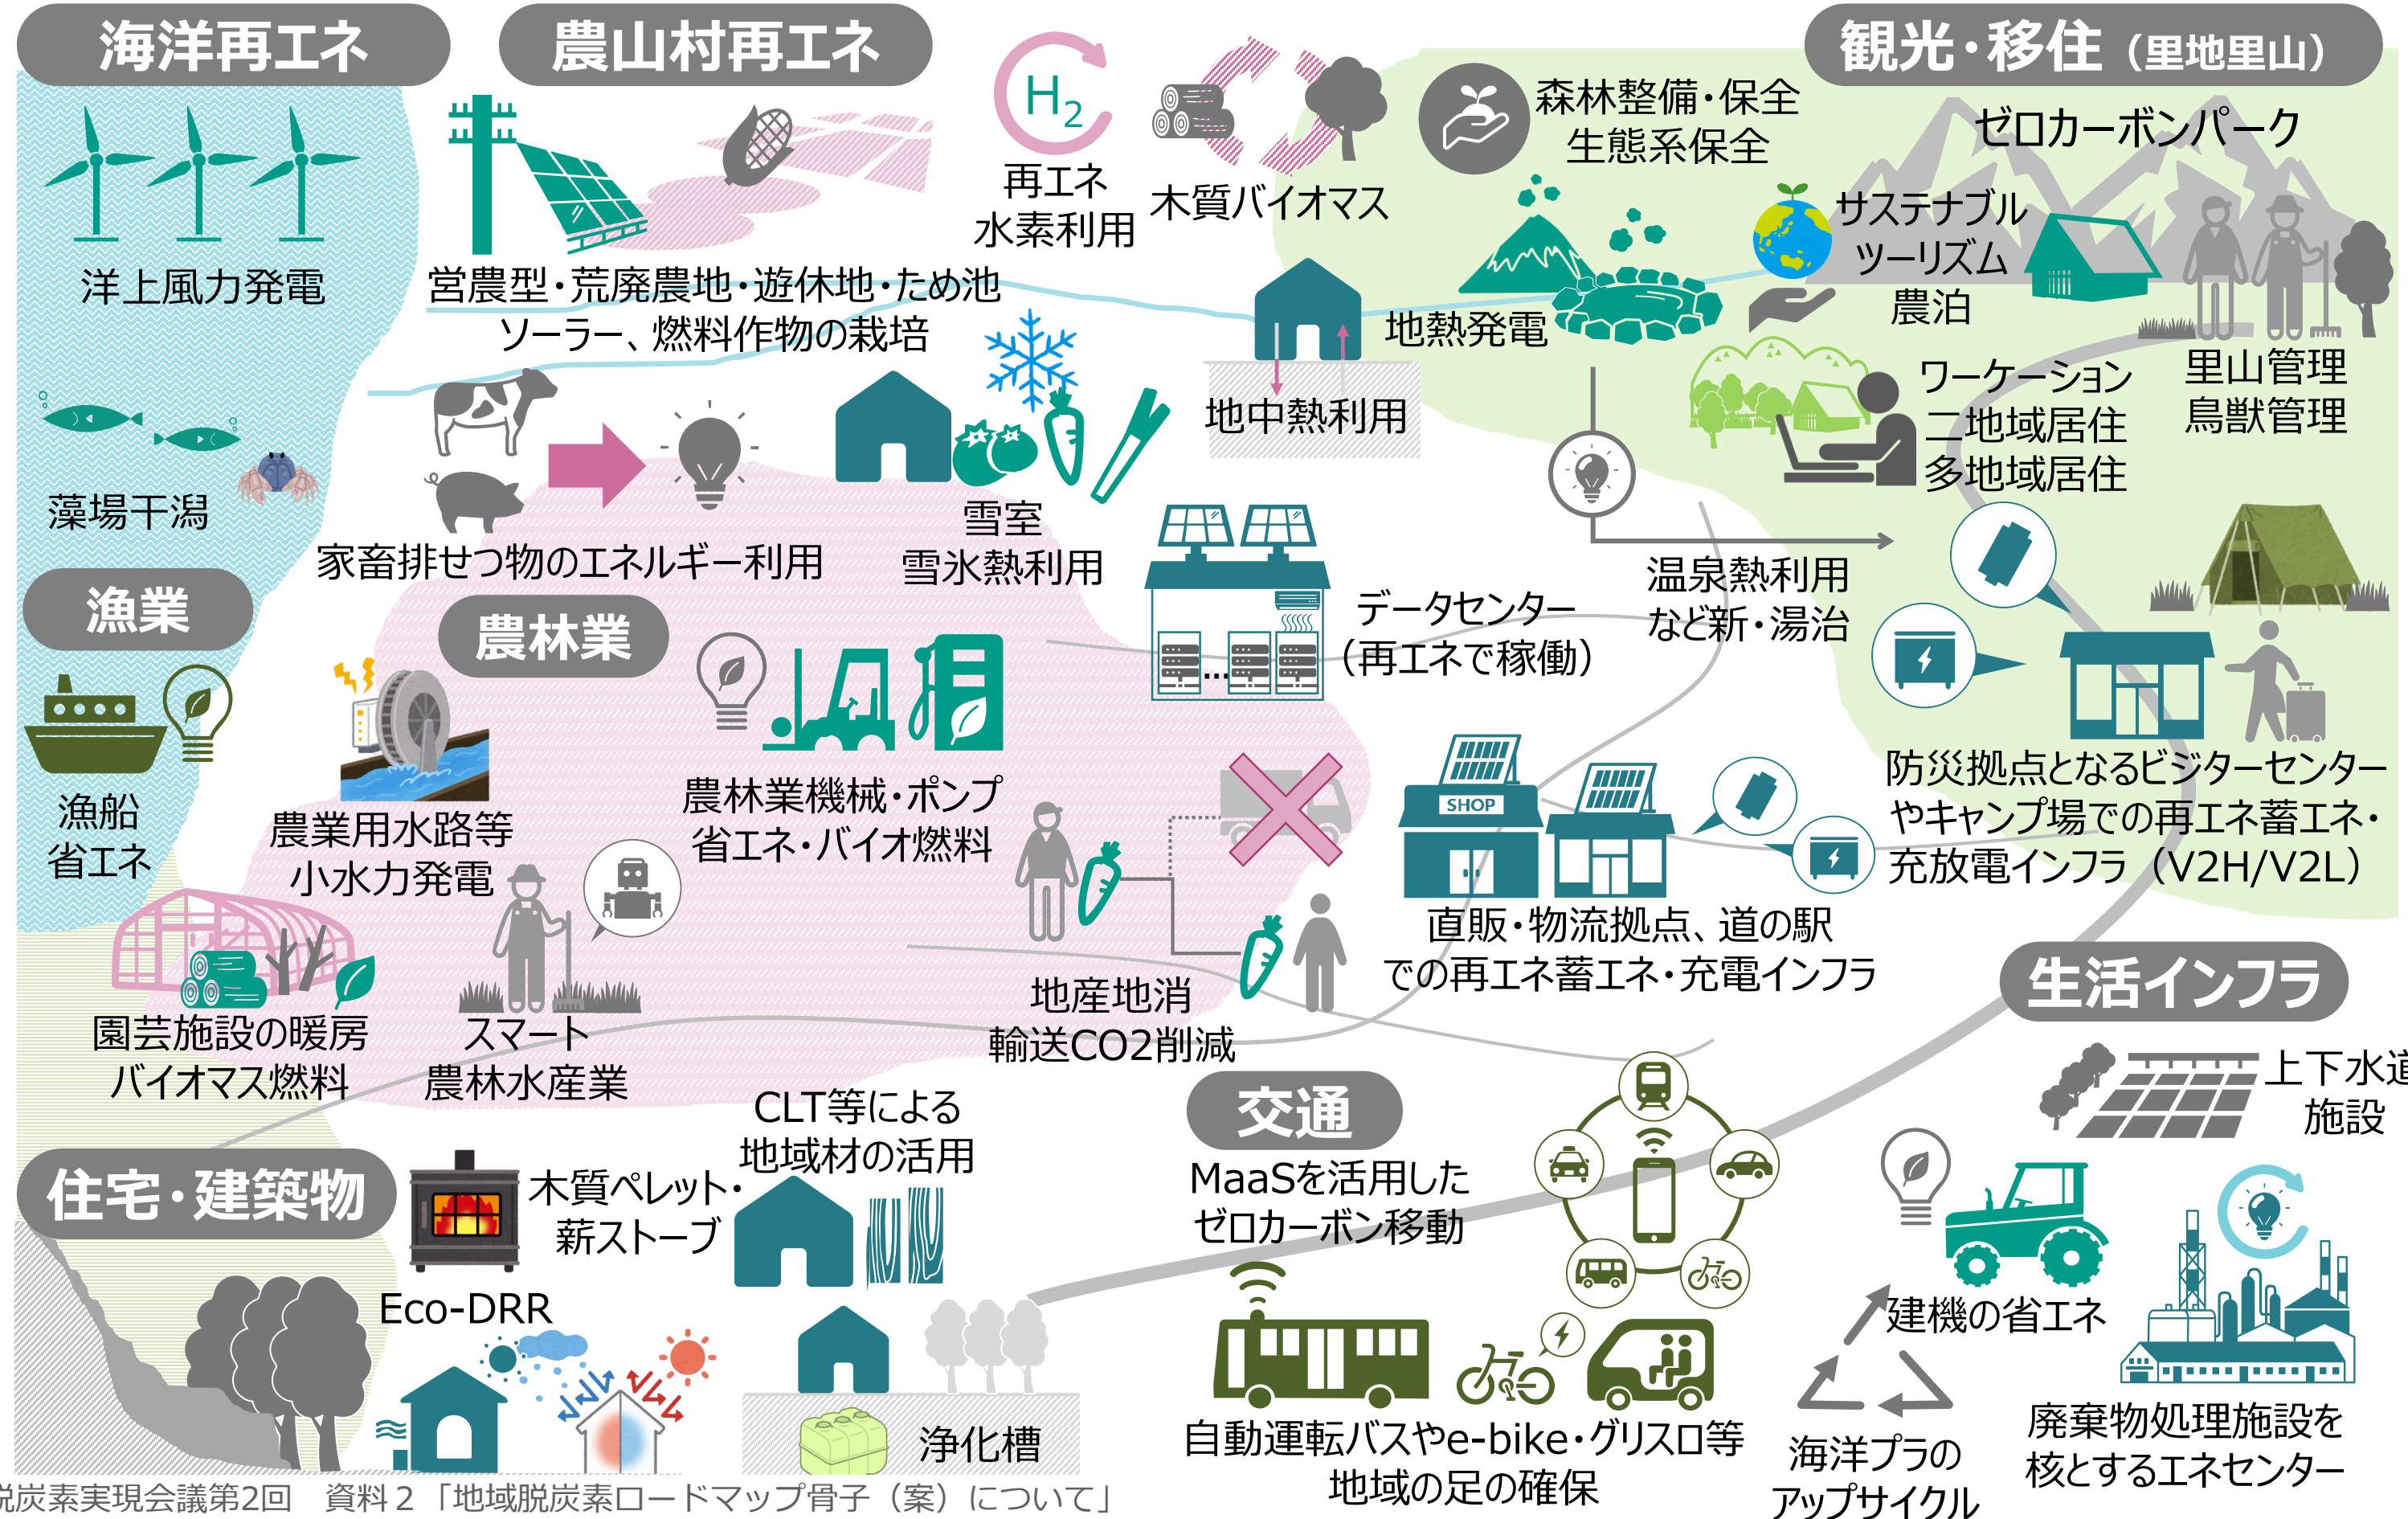 海洋再エネ
洋上風力発電
藻場干潟
農山村再エネ
営農型・荒廃農地・遊休地・ため池
ソーラー、燃料作物の栽培
H2
再エネ
水素利用
木質バイオマス
家畜排せつ物のエネルギー利用
雪室
雪氷熱利用
地中熱利用
観光・移住（里地里山）
森林整備・保全
生態系保全
ゼロカーボンパーク
サステナブル
ツーリズム
農泊
地熱発電
里山管理
鳥獣管理
ワーケーション
二地域居住
多地域居住
温泉熱利用
など新・湯治
データセンター
（再エネで稼働）
防災拠点となるビジターセンター
やキャンプ場での再エネ蓄エネ・
充放電インフラ（V2H/V2L）
漁業
漁船
省エネ
農林業
農業用水路等
小水力発電
農林業機械・ポンプ
省エネ・バイオ燃料
園芸施設の暖房
バイオマス燃料
スマート
農林水産業
地産地消
輸送CO2削減
SHOP
直販・物流拠点、道の駅
での再エネ蓄エネ・充電インフラ
住宅・建築物
木質ペレット・
薪ストーブ
CLT等による
地域材の活用
Eco-DRR
浄化槽
交通
MaaSを活用した
ゼロカーボン移動
自動運転バスやe-bike・グリスロ等
地域の足の確保
生活インフラ
上下水道
施設
建機の省エネ
海洋プラの
アップサイクル
廃棄物処理施設を
核とするエネセンター
脱炭素実現会議第2回　資料２「地域脱炭素ロードマップ骨子（案）について」